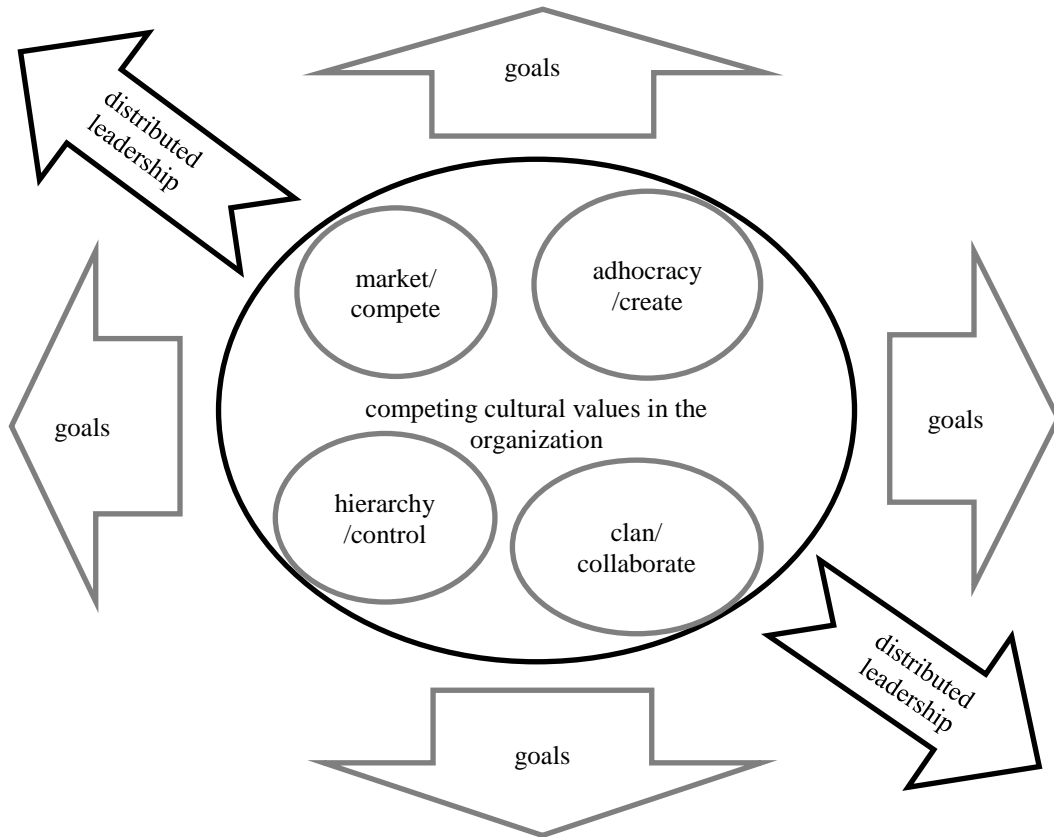 goals
distributed
leadership
market/
compete
adhocracy
/create
goals
competing cultural values in the
organization
goals
hierarchy
/control
clan/
collaborate
distributed
leadership
goals